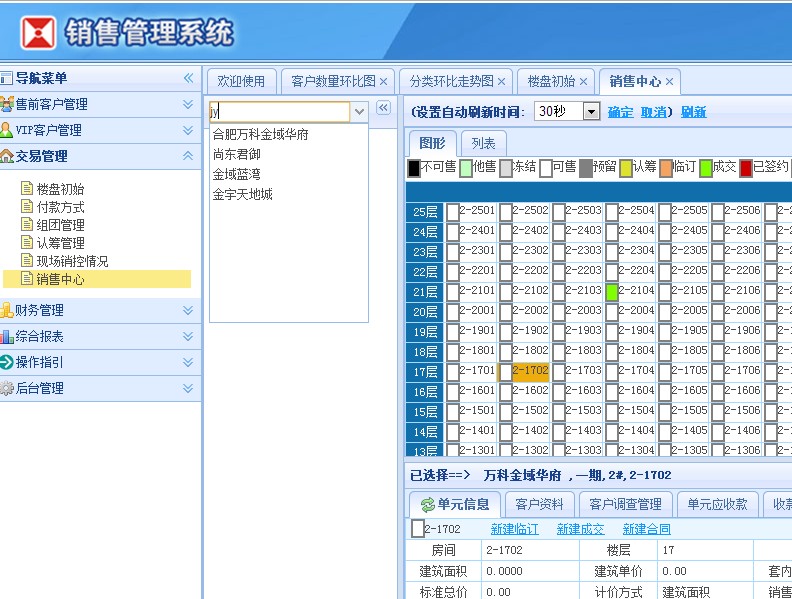 销售管理系统
导航菜单
售前客户管理
VIP客户管理
交易管理
楼盘初始
付款方式
组团管理
认筹管理
现场销控情况
销售中心
财务管理
综合报表
操作指引
后台管理
欢迎使用 客户数量环比图 分类环比走势图 楼盘初始 销售中心
jy
合肥万科金域华府
尚东君御
金域蓝湾
金宇天地城
(设置自动刷新时间: 30秒 确定 取消) 刷新
图形 列表
不可售 他售 冻结 可售 预留 认筹 临订 成交 已签约
25层 2-2501 2-2502 2-2503 2-2504 2-2505 2-2506 2-
24层 2-2401 2-2402 2-2403 2-2404 2-2405 2-2406 2-
23层 2-2301 2-2302 2-2303 2-2304 2-2305 2-2306 2-
22层 2-2201 2-2202 2-2203 2-2204 2-2205 2-2206 2-
21层 2-2101 2-2102 2-2103 2-2104 2-2105 2-2106 2-
20层 2-2001 2-2002 2-2003 2-2004 2-2005 2-2006 2-
19层 2-1901 2-1902 2-1903 2-1904 2-1905 2-1906 2-
18层 2-1801 2-1802 2-1803 2-1804 2-1805 2-1806 2-
17层 2-1701 2-1702 2-1703 2-1704 2-1705 2-1706 2-
16层 2-1601 2-1602 2-1603 2-1604 2-1605 2-1606 2-
15层 2-1501 2-1502 2-1503 2-1504 2-1505 2-1506 2-
14层 2-1401 2-1402 2-1403 2-1404 2-1405 2-1406 2-
13层 2-1301 2-1302 2-1303 2-1304 2-1305 2-1306 2-
已选择==> 万科金域华府 ,一期,2#,2-1702
单元信息 客户资料 客户调查管理 单元应收款 收款
2-1702 新建临订 新建成交 新建合同
房间 2-1702 楼层 17
建筑面积 0.0000 建筑单价 0.00 套内
标准总价 0.00 计价方式 建筑面积 销售